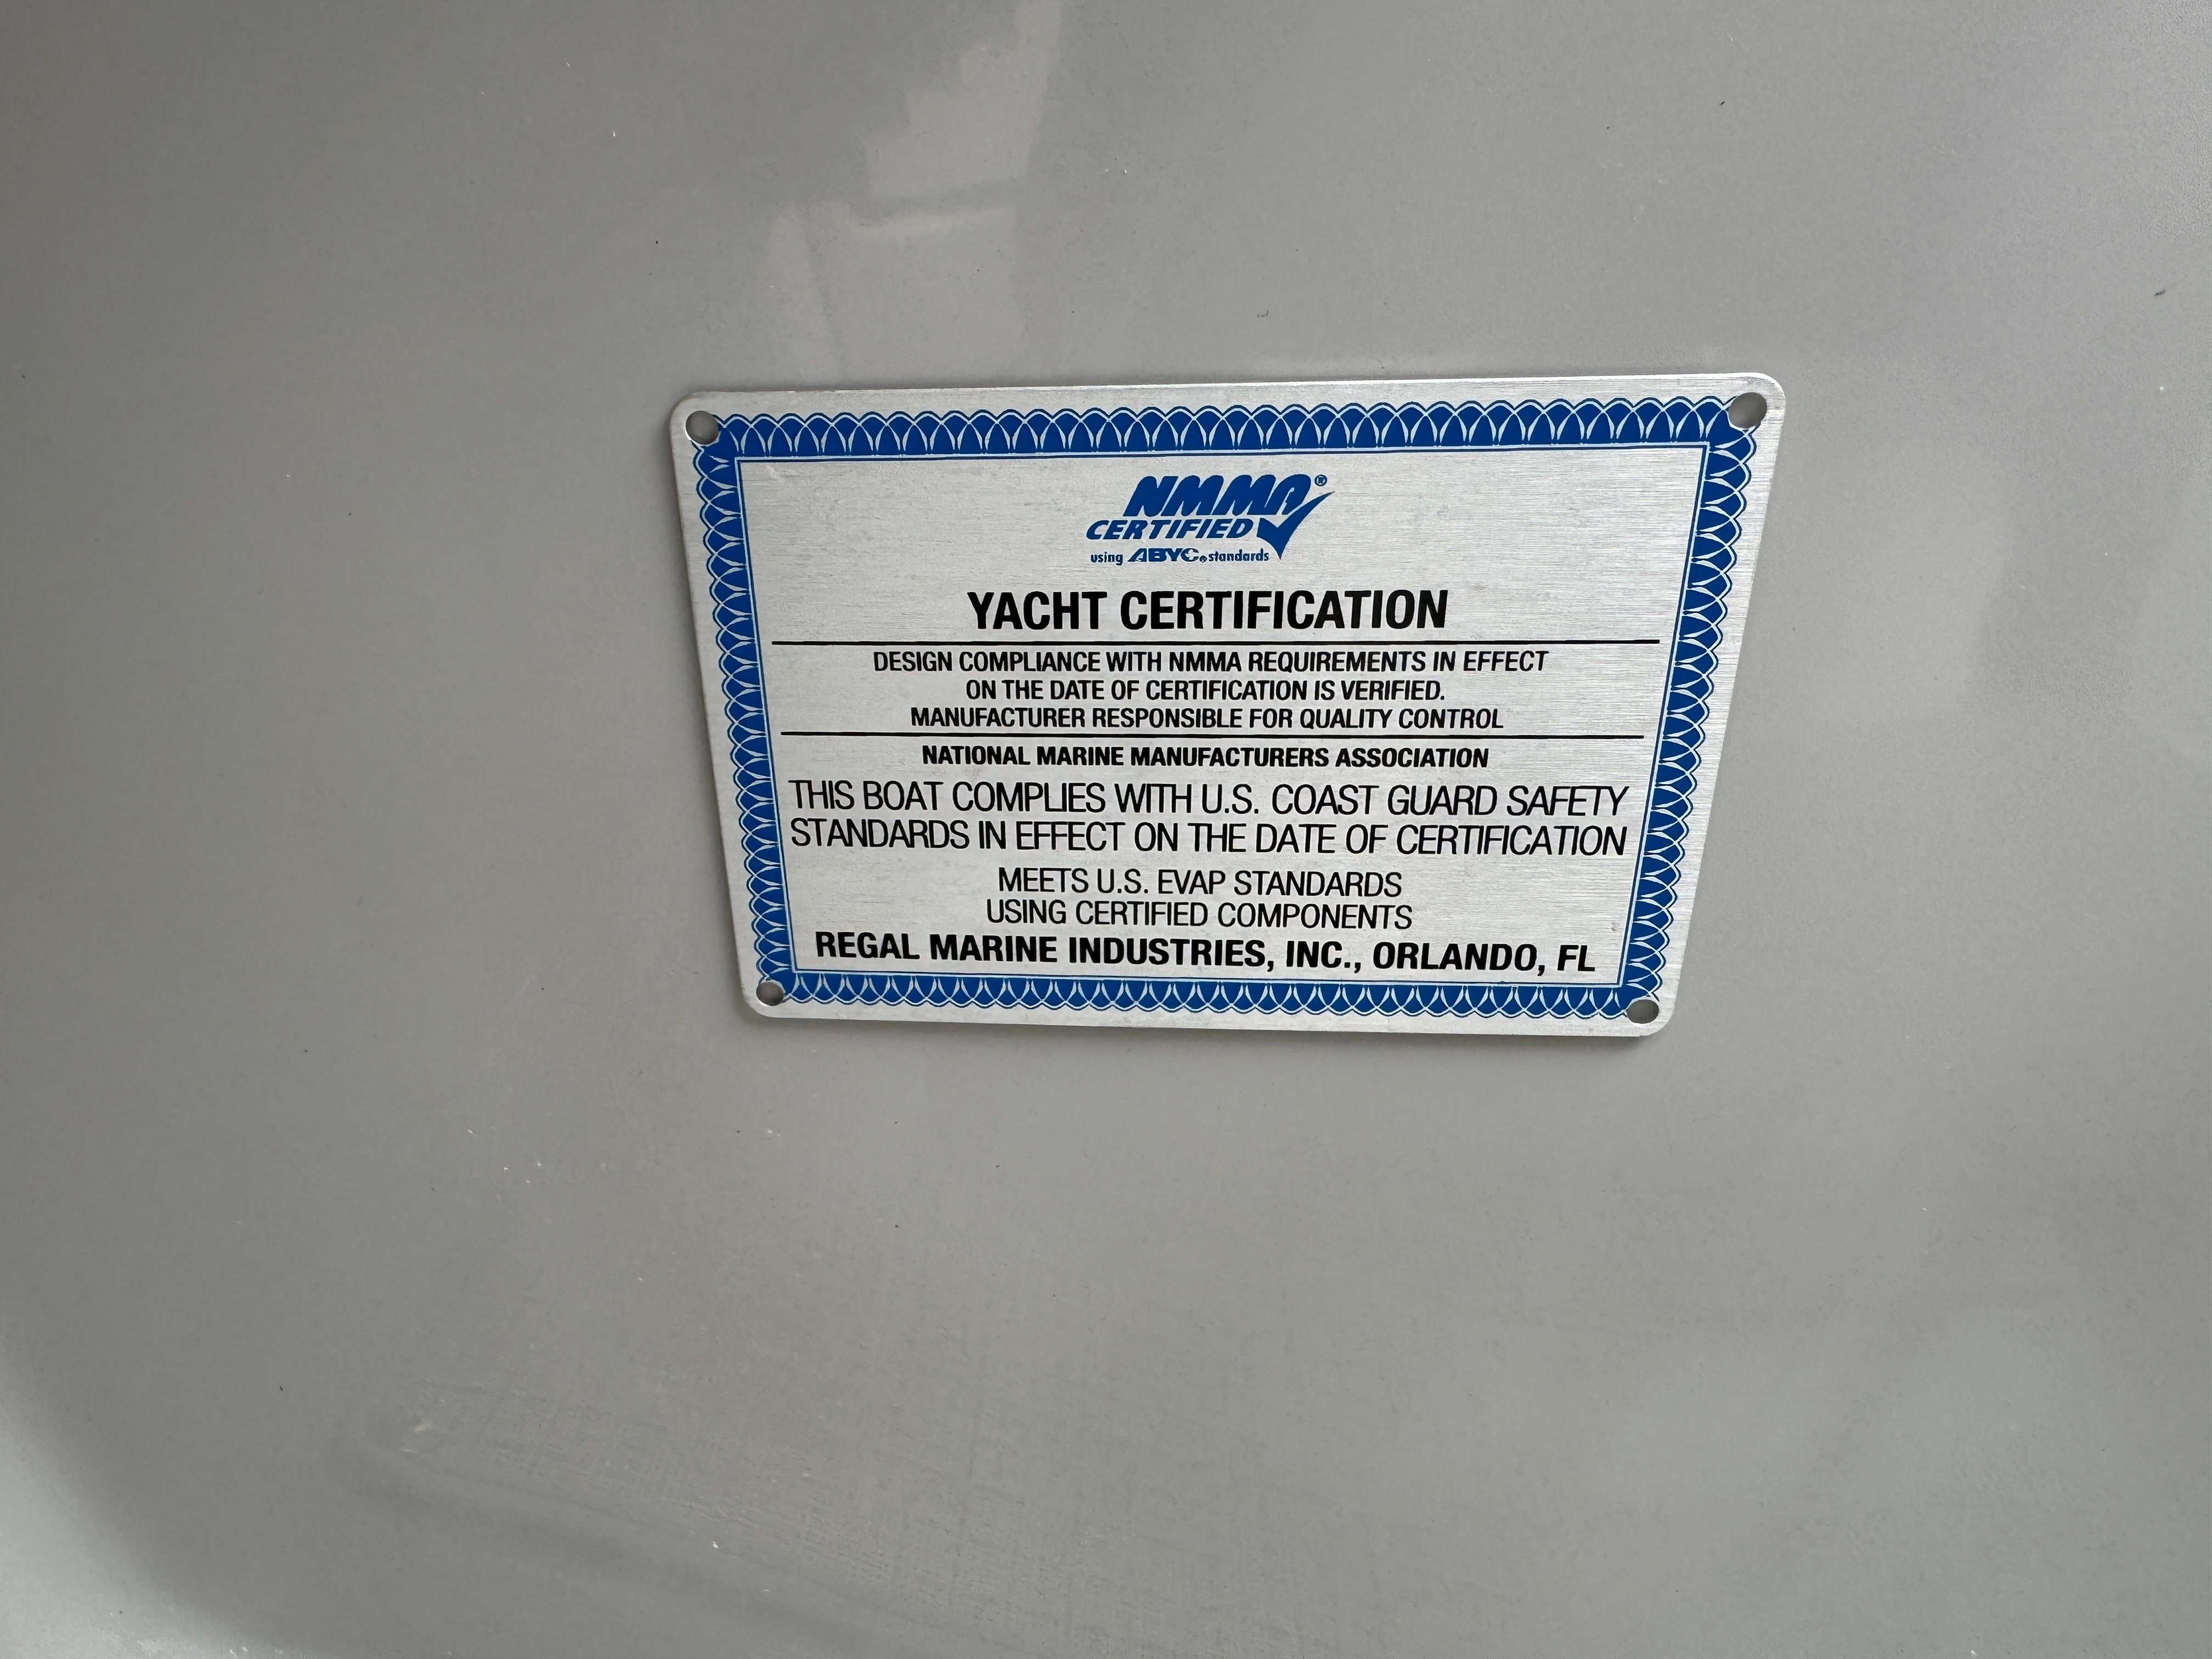 NMMA®
CERTIFIED
using ABYC® standards
YACHT CERTIFICATION
DESIGN COMPLIANCE WITH NMMA REQUIREMENTS IN EFFECT
ON THE DATE OF CERTIFICATION IS VERIFIED.
MANUFACTURER RESPONSIBLE FOR QUALITY CONTROL
NATIONAL MARINE MANUFACTURERS ASSOCIATION
THIS BOAT COMPLIES WITH U.S. COAST GUARD SAFETY
STANDARDS IN EFFECT ON THE DATE OF CERTIFICATION
MEETS U.S. EVAP STANDARDS
USING CERTIFIED COMPONENTS
REGAL MARINE INDUSTRIES, INC., ORLANDO, FL